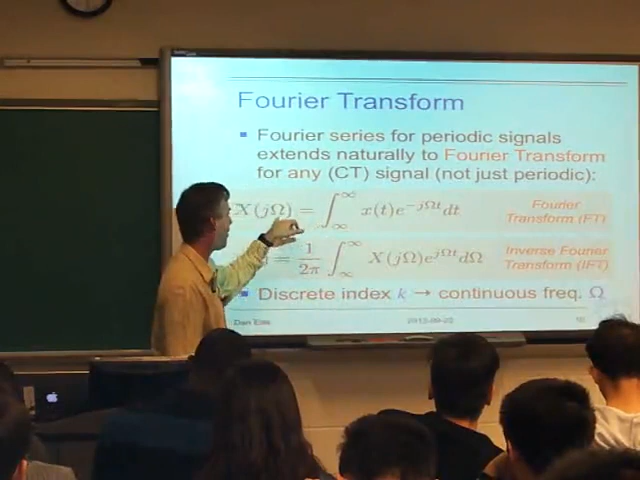 Fourier Transform
Fourier series for periodic signals
extends naturally to Fourier Transform
for any (CT) signal (not just periodic):
X(jΩ) = ∫_∞^∞ x(t)e^{-jΩt}dt
Fourier
Transform (FT)
= 1/2π ∫_∞^∞ X(jΩ)e^{jΩt}dΩ
Inverse Fourier
Transform (IFT)
Discrete index k → continuous freq. Ω
Dan Ellis